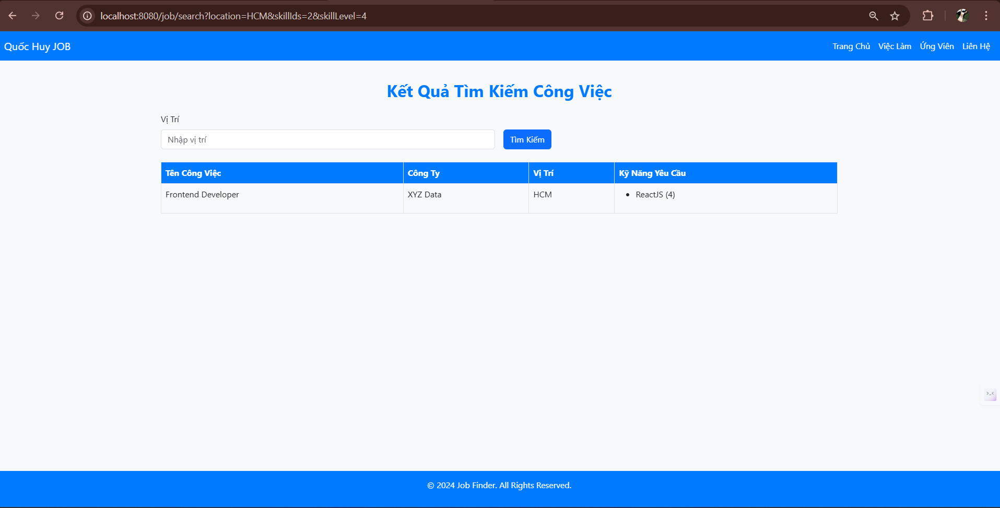 localhost:8080/job/search?location=HCM&skillIds=2&skillLevel=4
Quốc Huy JOB
Trang Chủ Việc Làm Ứng Viên Liên Hệ
Kết Quả Tìm Kiếm Công Việc
Vị Trí
Nhập vị trí
Tìm Kiếm
Tên Công Việc Công Ty Vị Trí Kỹ Năng Yêu Cầu
Frontend Developer XYZ Data HCM • ReactJS (4)
© 2024 Job Finder. All Rights Reserved.